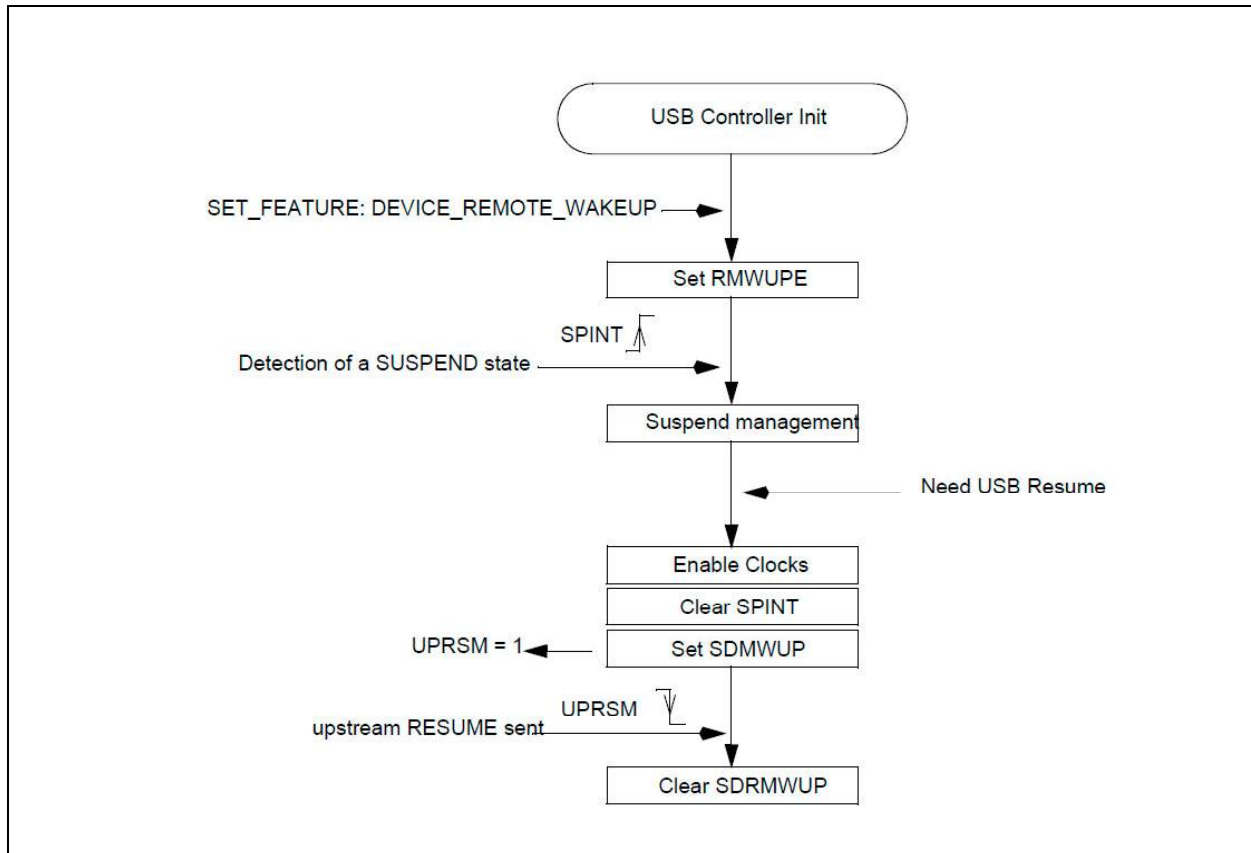 USB Controller Init
SET_FEATURE: DEVICE_REMOTE_WAKEUP
Set RMWUPE
SPINT
Detection of a SUSPEND state
Suspend management
Need USB Resume
Enable Clocks
Clear SPINT
UPRSM = 1
Set SDMWUP
UPRSM
upstream RESUME sent
Clear SDRMWUP